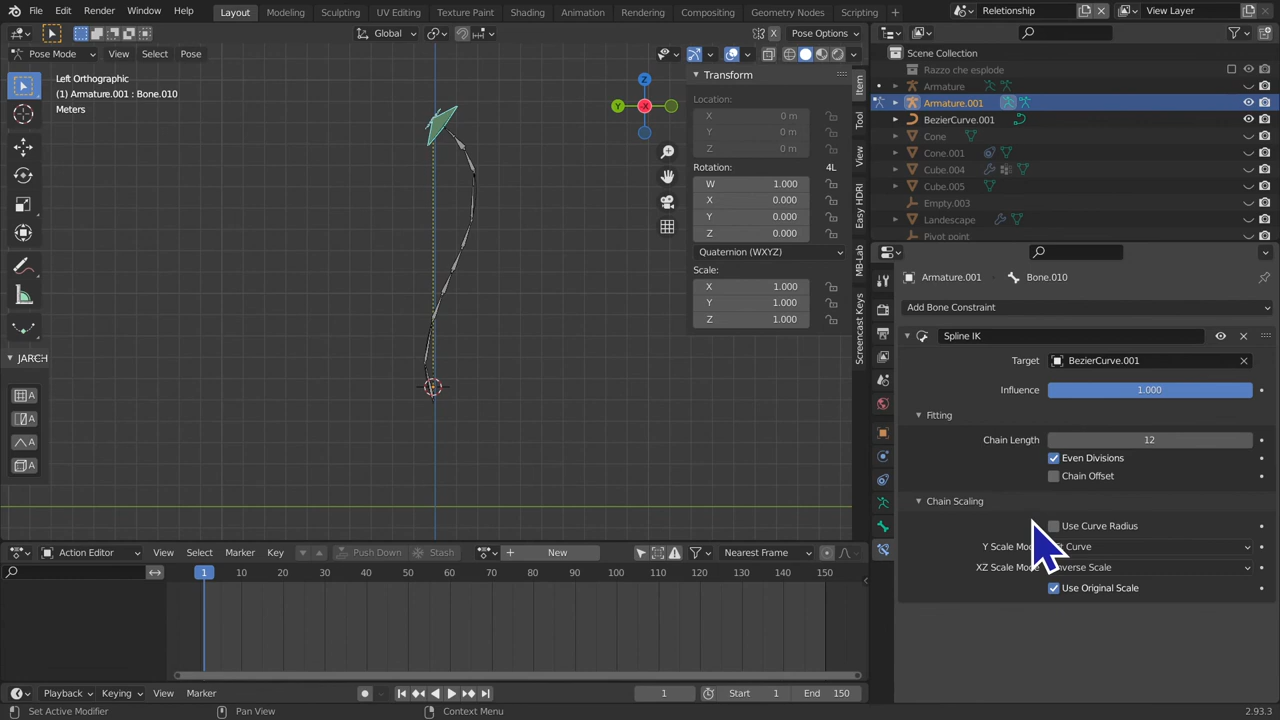 File Edit Render Window Help Layout Modeling Sculpting UV Editing Texture Paint Shading Animation Rendering Compositing Geometry Nodes Scripting + Relationship View Layer
Pose Mode View Select Pose Global Pose Options
Left Orthographic
Armature.001 : Bone.010
Meters
Transform
Location:
X 0 m
Y 0 m
Z 0 m
Rotation: 4L
W 1.000
X 0.000
Y 0.000
Z 0.000
Quaternion (WXYZ)
Scale:
X 1.000
Y 1.000
Z 1.000
Item
Tool
View
Easy HDRI
MB-Lab
Screencast Keys
Z
Y
X
JARCH
A
A
A
A
Scene Collection
Razzo che esplode
Armature
Armature.001
BezierCurve.001
Cone
Cone.001
Cube.004
Cube.005
Empty.003
Landscape
Pivot point
Armature.001 Bone.010
Add Bone Constraint
Spline IK
Target BezierCurve.001
Influence 1.000
Fitting
Chain Length 12
Even Divisions
Chain Offset
Chain Scaling
Use Curve Radius
Y Scale Mod Curve
XZ Scale Mode verse Scale
Use Original Scale
Action Editor View Select Marker Key Push Down Stash + New Nearest Frame
1 10 20 30 40 50 60 70 80 90 100 110 120 130 140 150
Playback Keying View Marker 1 Start 1 End 150
Set Active Modifier Pan View Context Menu 2.93.3